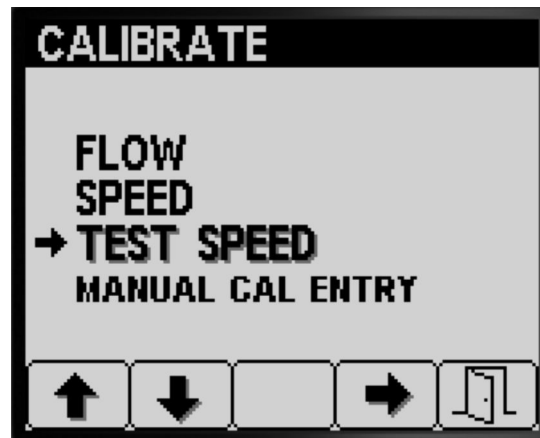 CALIBRATE
FLOW
SPEED
TEST SPEED
MANUAL CAL ENTRY